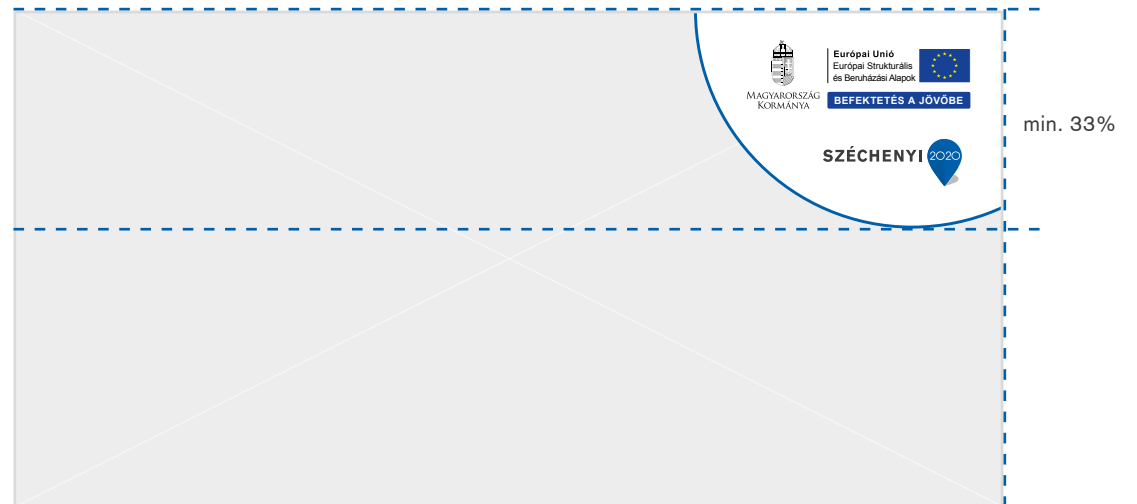 MAGYARORSZÁG
KORMÁNYA
Európai Unió
Európai Strukturális
és Beruházási Alapok
BEFEKTETÉS A JÖVŐBE
min. 33%
SZÉCHENYI 2020